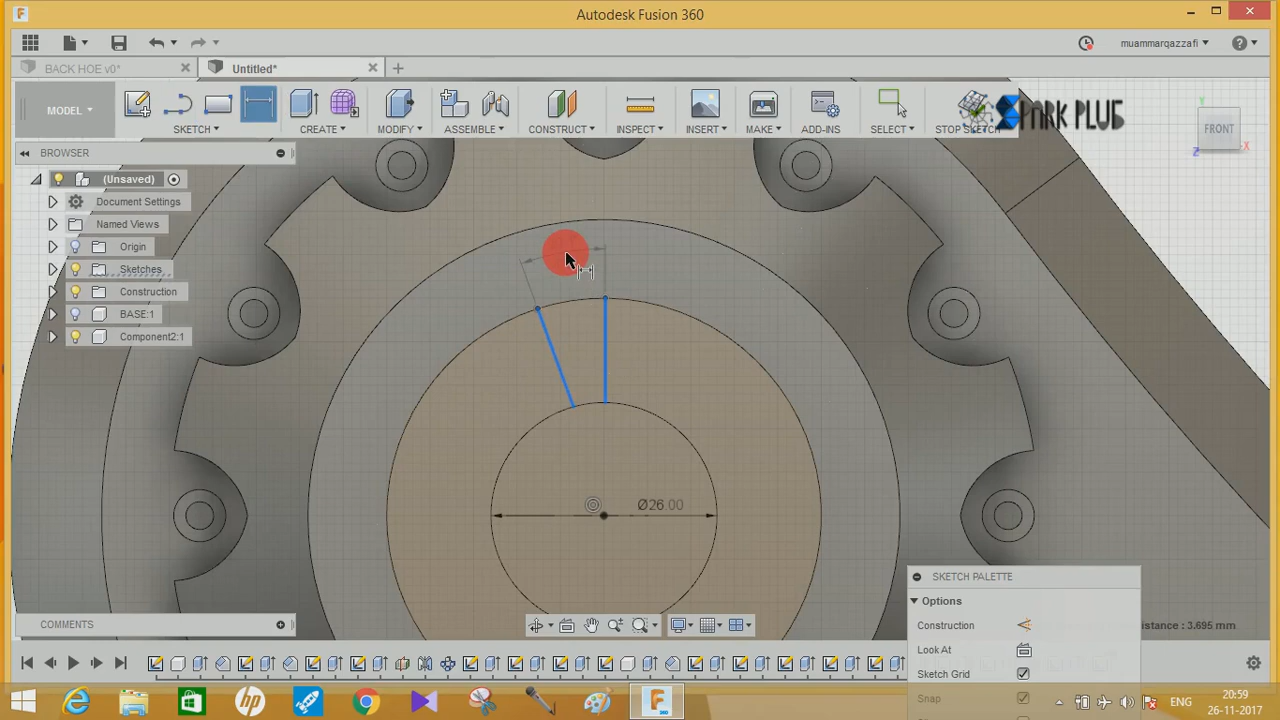 Autodesk Fusion 360
muammarqazzafi
BACK HOE v0*
Untitled*
MODEL
SKETCH
CREATE
MODIFY
ASSEMBLE
CONSTRUCT
INSPECT
INSERT
MAKE
ADD-INS
SELECT
STOP SKETCH
PARK PLUG
FRONT
Y
X
Z
BROWSER
(Unsaved)
Document Settings
Named Views
Origin
Sketches
Construction
BASE:1
Component2:1
Ø26.00
COMMENTS
SKETCH PALETTE
Options
Construction
Look At
Sketch Grid
Snap
istance : 3.695 mm
ENG
20:59
26-11-2017